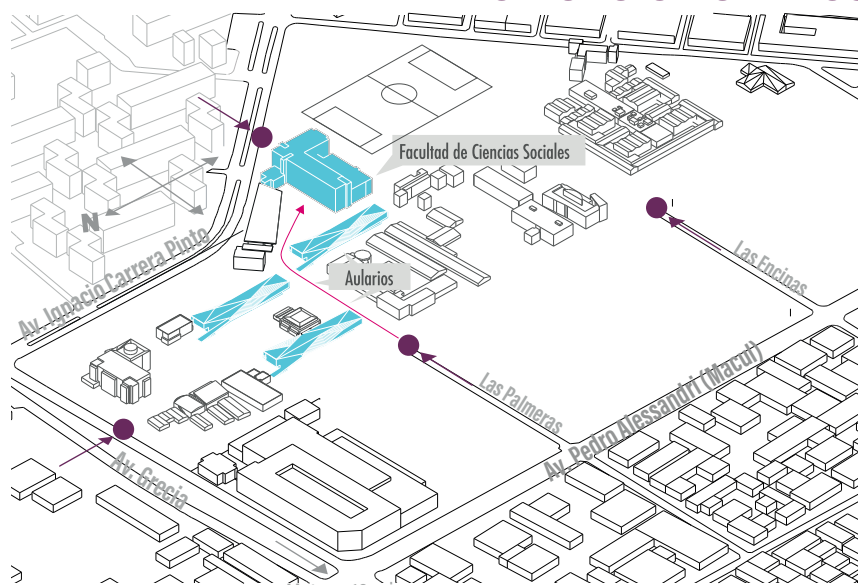 Facultad de Ciencias Sociales
N
Av. Ignacio Carrera Pinto
Las Encinas
Aularios
Las Palmeras
Av. Pedro Alessandri (Macul)
Av. Grecia